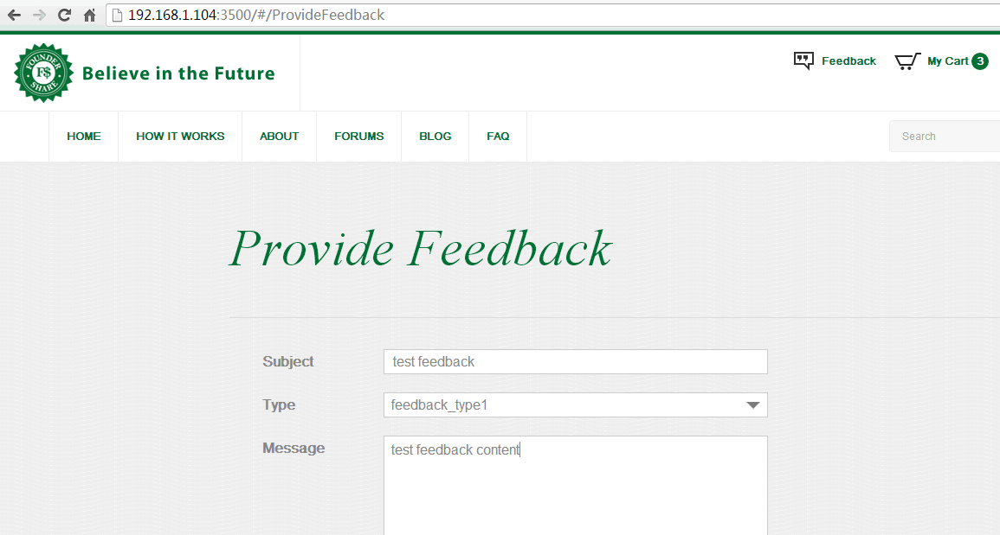 192.168.1.104:3500/#/ProvideFeedback
FOUNDER
F$
SHARE
Believe in the Future
Feedback
My Cart 3
HOME
HOW IT WORKS
ABOUT
FORUMS
BLOG
FAQ
Search
Provide Feedback
Subject
test feedback
Type
feedback_type1
Message
test feedback content